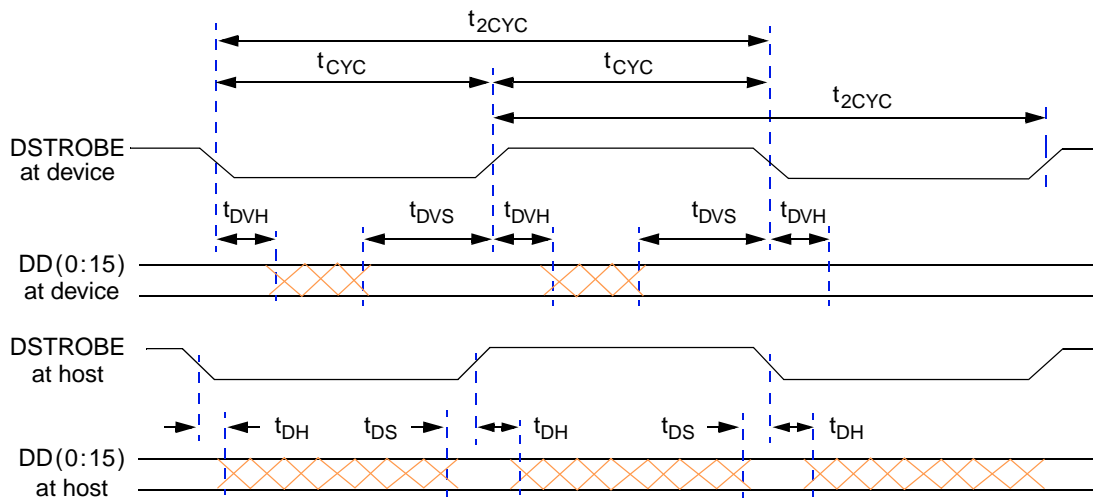 t2CYC
tCYC tCYC
t2CYC
DSTROBE
at device
tDVH tDVS tDVH tDVS tDVH
DD(0:15)
at device
DSTROBE
at host
tDH tDS tDH tDS tDH
DD(0:15)
at host